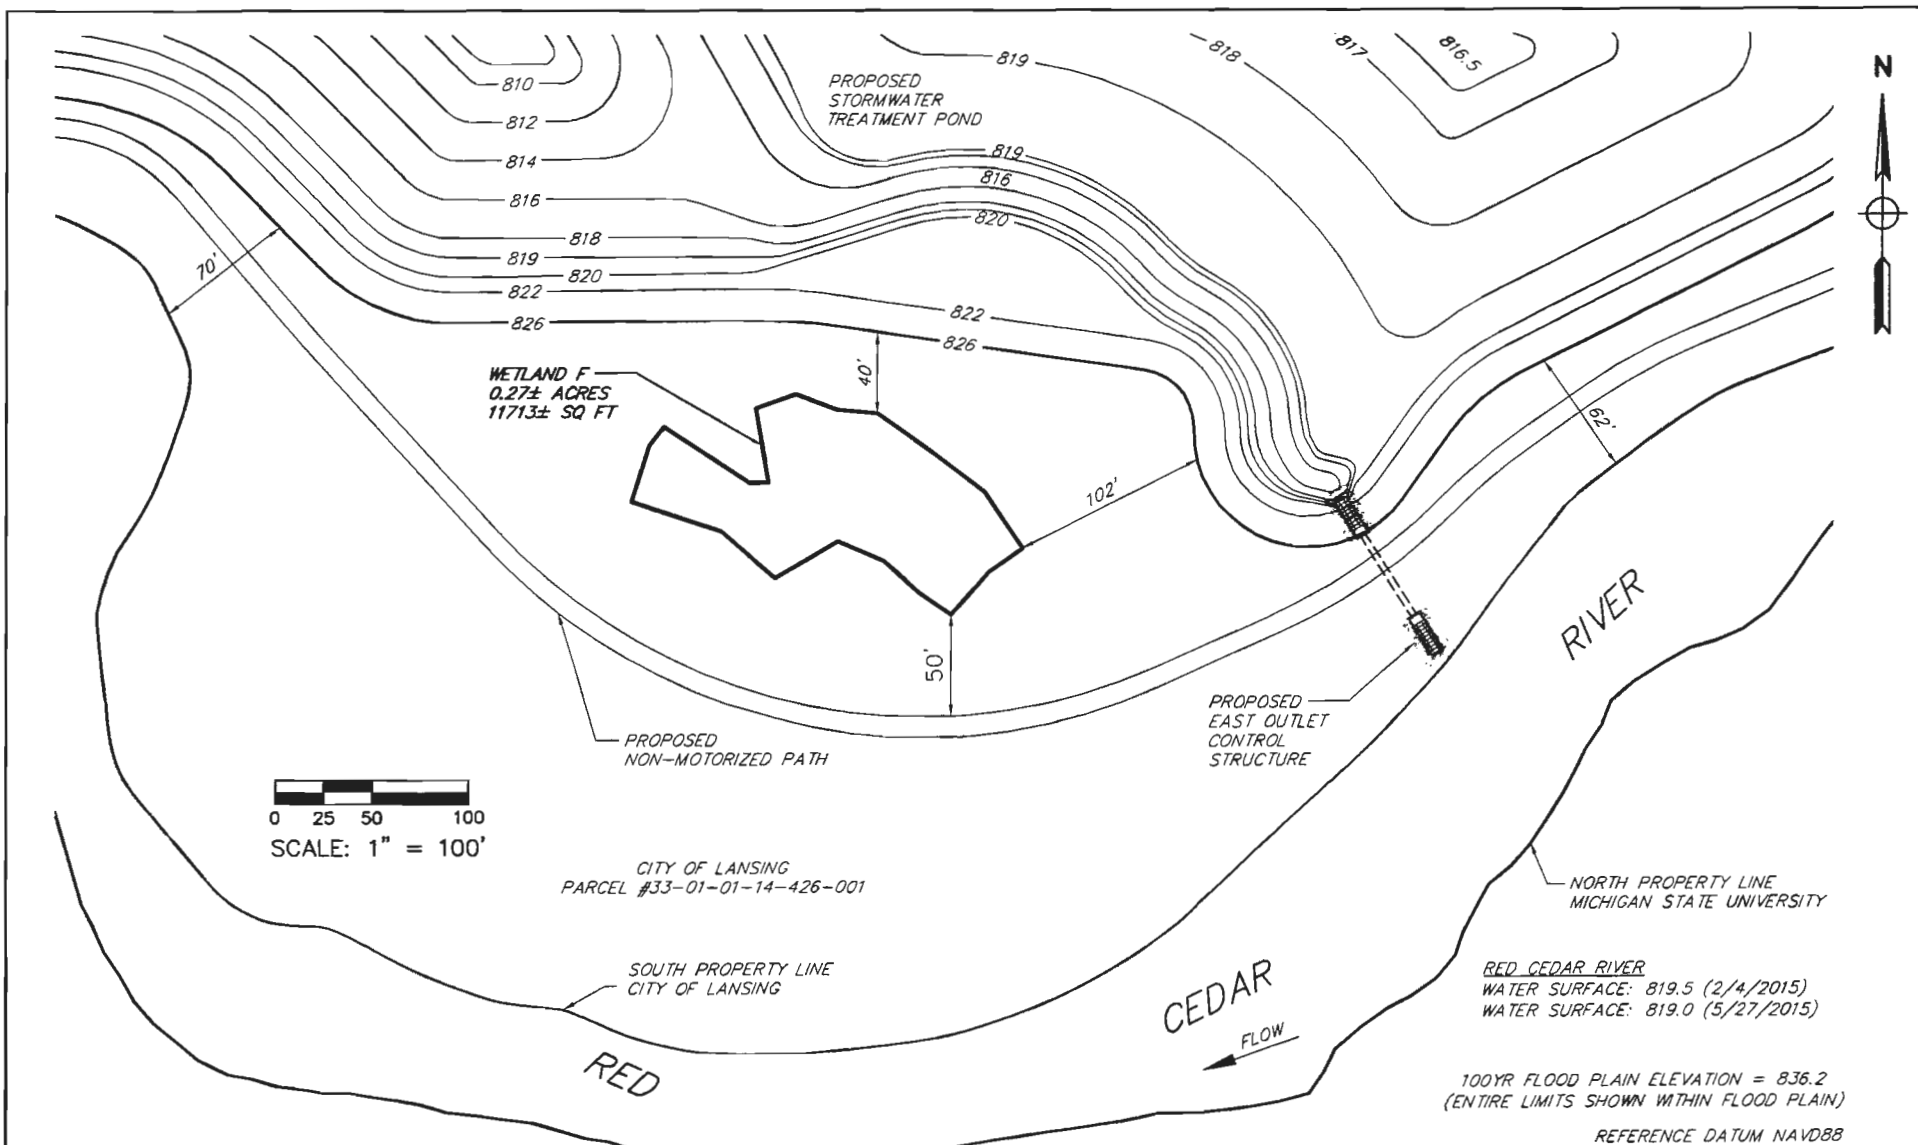 819
818
817
816.5
N
810
PROPOSED
STORMWATER
TREATMENT POND
812
814
819
816
816
820
818
819
820
822
826
70'
822
826
40'
WETLAND F
0.27± ACRES
11713± SQ FT
62'
102'
50'
RIVER
PROPOSED
EAST OUTLET
CONTROL
STRUCTURE
PROPOSED
NON-MOTORIZED PATH
0 25 50 100
SCALE: 1" = 100'
CITY OF LANSING
PARCEL #33-01-01-14-426-001
NORTH PROPERTY LINE
MICHIGAN STATE UNIVERSITY
SOUTH PROPERTY LINE
CITY OF LANSING
RED CEDAR RIVER
WATER SURFACE: 819.5 (2/4/2015)
WATER SURFACE: 819.0 (5/27/2015)
CEDAR
FLOW
RED
100YR FLOOD PLAIN ELEVATION = 836.2
(ENTIRE LIMITS SHOWN WITHIN FLOOD PLAIN)
REFERENCE DATUM NAVD88